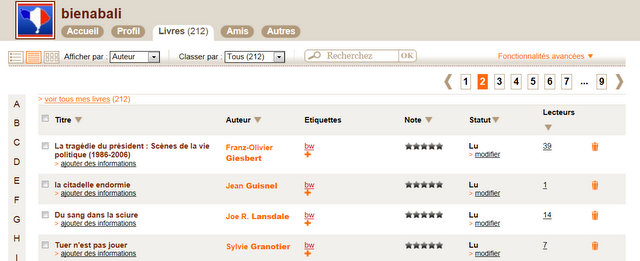 bienabali
Accueil Profil Livres (212) Amis Autres
Afficher par : Auteur Classer par : Tous (212) Recherchez OK Fonctionnalités avancées
1 2 3 4 5 6 7 ... 9
> voir tous mes livres (212)
Titre Auteur Etiquettes Note Statut Lecteurs
La tragédie du président : Scènes de la vie politique (1986-2006)
> ajouter des informations
Franz-Olivier Giesbert
bw
+
Lu
> modifier
39
la citadelle endormie
> ajouter des informations
Jean Guisnel
bw
+
Lu
> modifier
1
Du sang dans la sciure
> ajouter des informations
Joe R. Lansdale
bw
+
Lu
> modifier
14
Tuer n'est pas jouer
> ajouter des informations
Sylvie Granotier
bw
+
Lu
> modifier
7
A
B
C
D
E
F
G
H
I